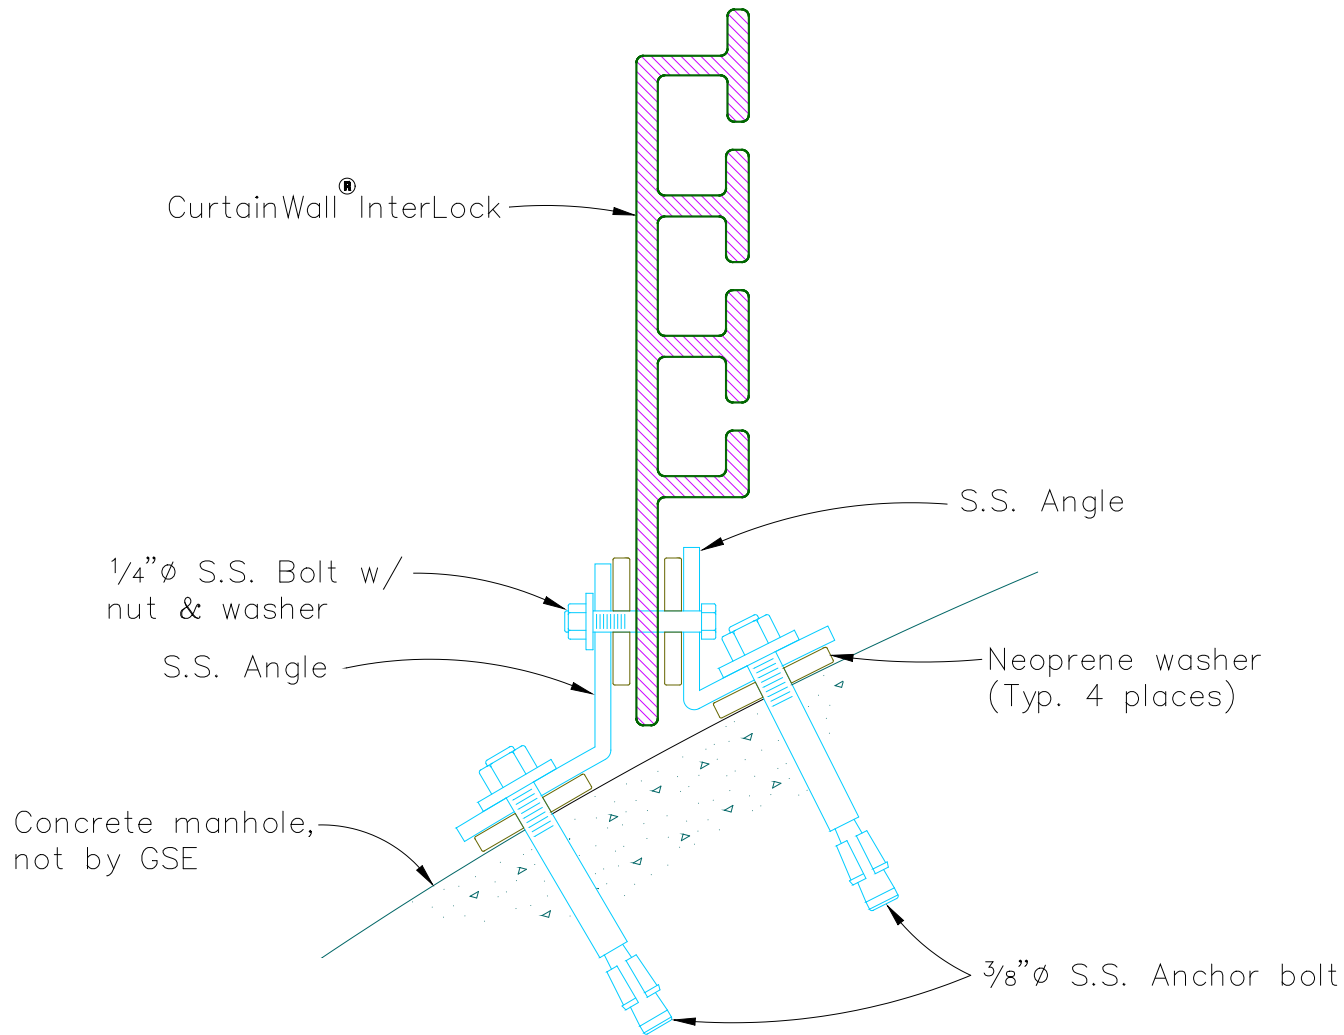 CurtainWall® InterLock
S.S. Angle
1/4"ø S.S. Bolt w/
nut & washer
S.S. Angle
Neoprene washer
(Typ. 4 places)
Concrete manhole,
not by GSE
3/8"ø S.S. Anchor bolt